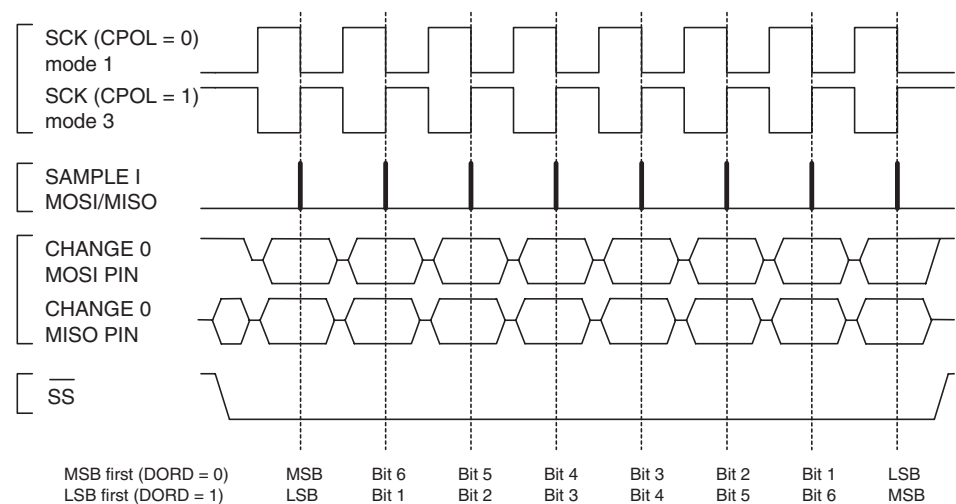 SCK (CPOL = 0)
mode 1
SCK (CPOL = 1)
mode 3
SAMPLE I
MOSI/MISO
CHANGE 0
MOSI PIN
CHANGE 0
MISO PIN
SS
MSB first (DORD = 0) MSB Bit 6 Bit 5 Bit 4 Bit 3 Bit 2 Bit 1 LSB
LSB first (DORD = 1) LSB Bit 1 Bit 2 Bit 3 Bit 4 Bit 5 Bit 6 MSB